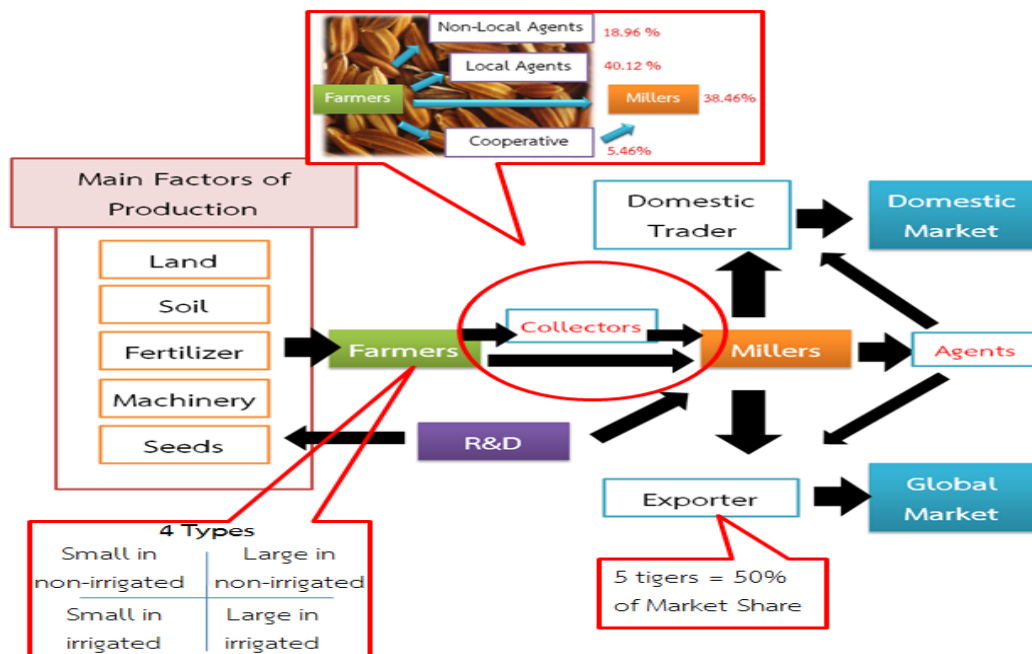 Non-Local Agents
18.96 %
Local Agents
40.12 %
Farmers
Millers
38.46%
Cooperative
5.46%
Main Factors of
Production
Land
Soil
Fertilizer
Machinery
Seeds
Farmers
Collectors
Millers
R&D
Domestic
Trader
Domestic
Market
Agents
Exporter
Global
Market
4 Types
Small in
non-irrigated
Large in
non-irrigated
Small in
irrigated
Large in
irrigated
5 tigers = 50%
of Market Share